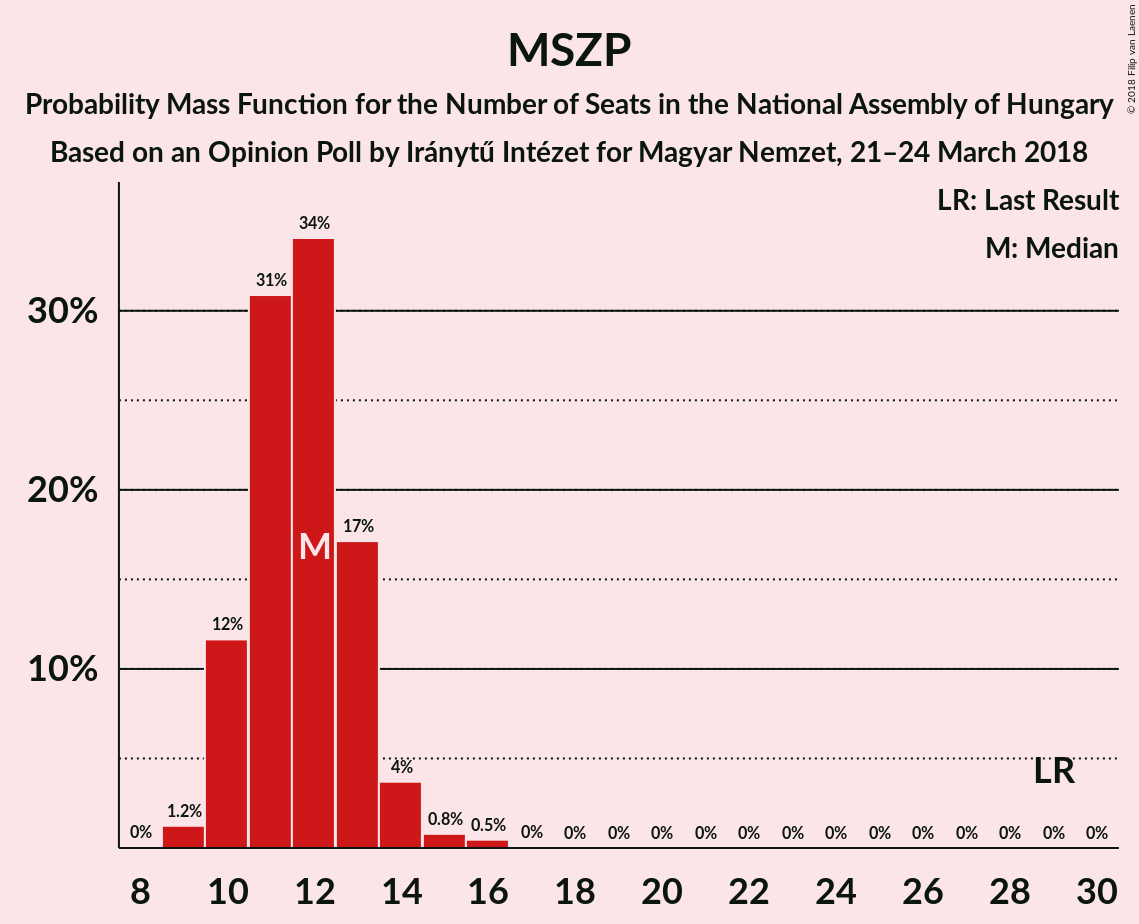 MSZP
Probability Mass Function for the Number of Seats in the National Assembly of Hungary
Based on an Opinion Poll by Iránytű Intézet for Magyar Nemzet, 21–24 March 2018
© 2018 Filip van Laenen
LR: Last Result
M: Median
30%
20%
10%
0% 1.2% 12% 31% 34% 17% 4% 0.8% 0.5% 0% 0% 0% 0% 0% 0% 0% 0% 0% 0% 0% 0% 0% 0%
M
LR
8 10 12 14 16 18 20 22 24 26 28 30